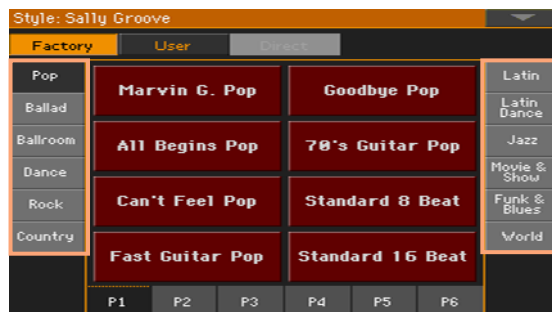 Style: Sally Groove
Factory User Direct
Pop
Ballad
Ballroom
Dance
Rock
Country
Marvin G. Pop
Goodbye Pop
All Begins Pop
70's Guitar Pop
Can't Feel Pop
Standard 8 Beat
Fast Guitar Pop
Standard 16 Beat
Latin
Latin
Dance
Jazz
Movie &
Show
Funk &
Blues
World
P1 P2 P3 P4 P5 P6